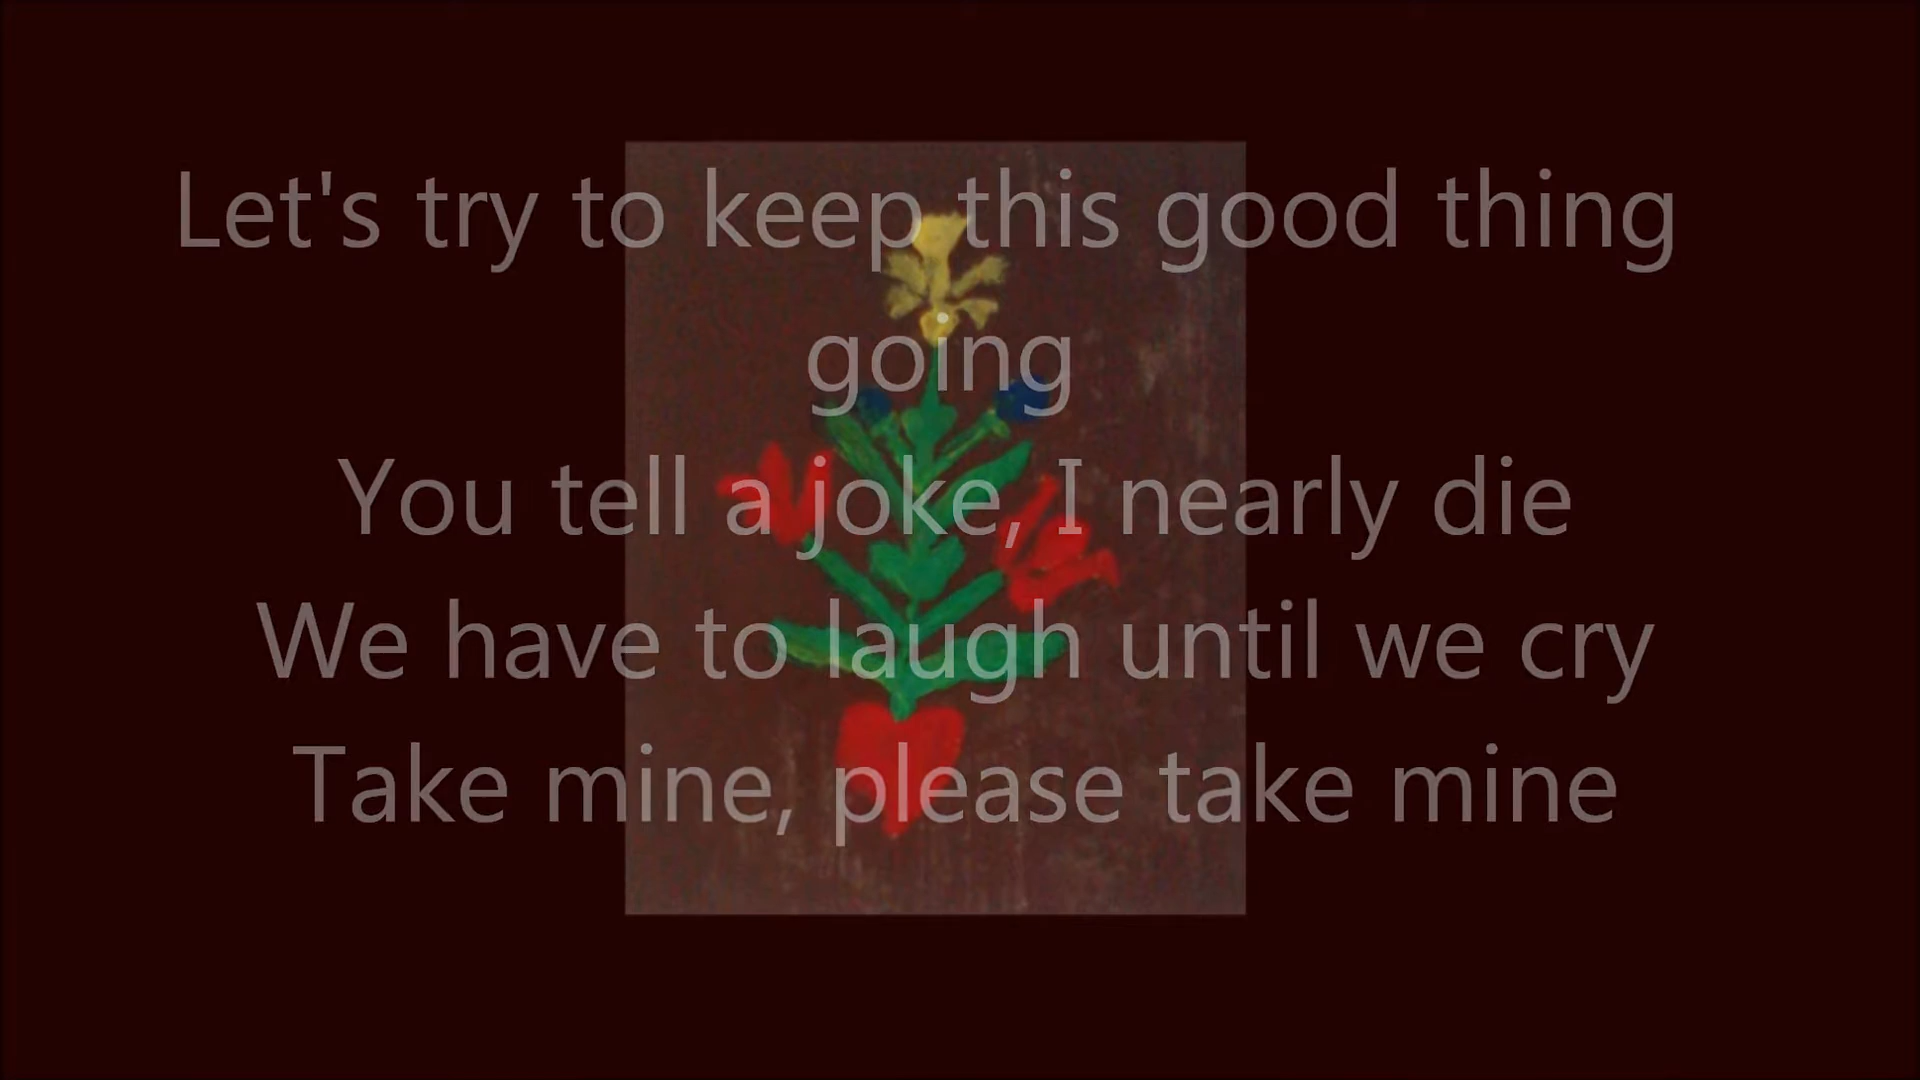 Let's try to keep this good thing
going
You tell a joke, I nearly die
We have to laugh until we cry
Take mine, please take mine